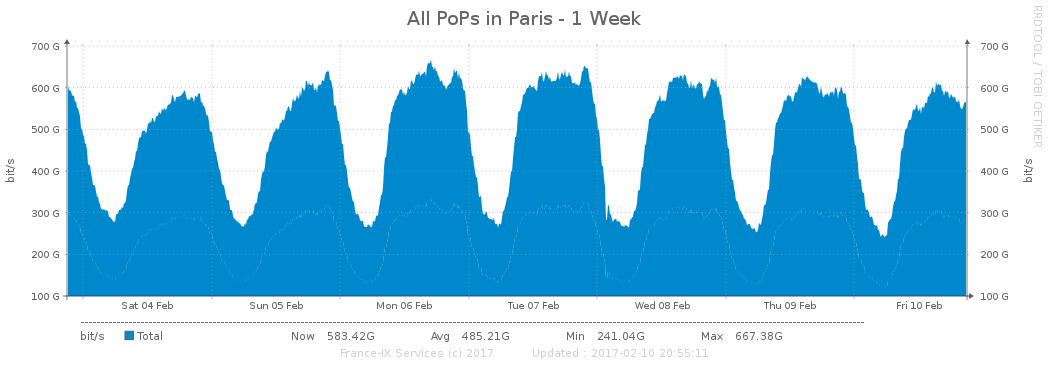 All PoPs in Paris - 1 Week
RRDTOOL / TOBI OETIKER
700 G 700 G
600 G 600 G
500 G 500 G
400 G 400 G
300 G 300 G
200 G 200 G
100 G 100 G
bit/s bit/s
Sat 04 Feb Sun 05 Feb Mon 06 Feb Tue 07 Feb Wed 08 Feb Thu 09 Feb Fri 10 Feb
bit/s Total Now 583.42G Avg 485.21G Min 241.04G Max 667.38G
France-IX Services (c) 2017 Updated : 2017-02-10 20:55:11